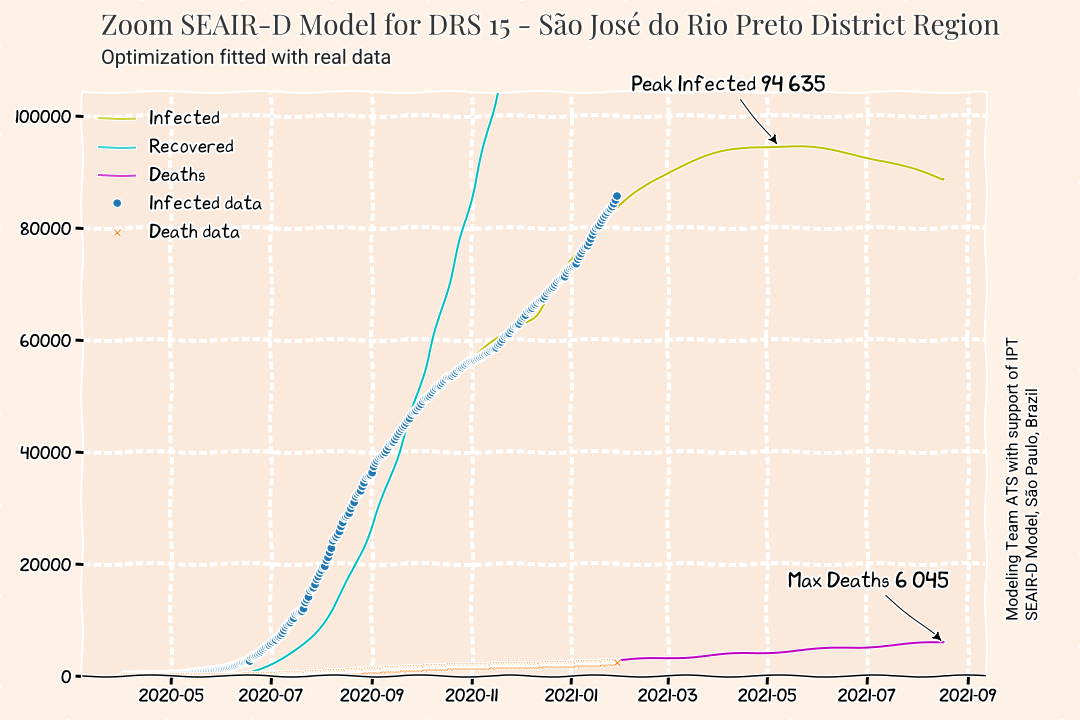 Zoom SEAIR-D Model for DRS 15 - São José do Rio Preto District Region
Optimization fitted with real data
Peak Infected 94 635
100000
80000
60000
40000
20000
0
Infected
Recovered
Deaths
Infected data
Death data
Max Deaths 6 045
2020-05
2020-07
2020-09
2020-11
2021-01
2021-03
2021-05
2021-07
2021-09
Modeling Team ATS with support of IPT
SEAIR-D Model, São Paulo, Brazil